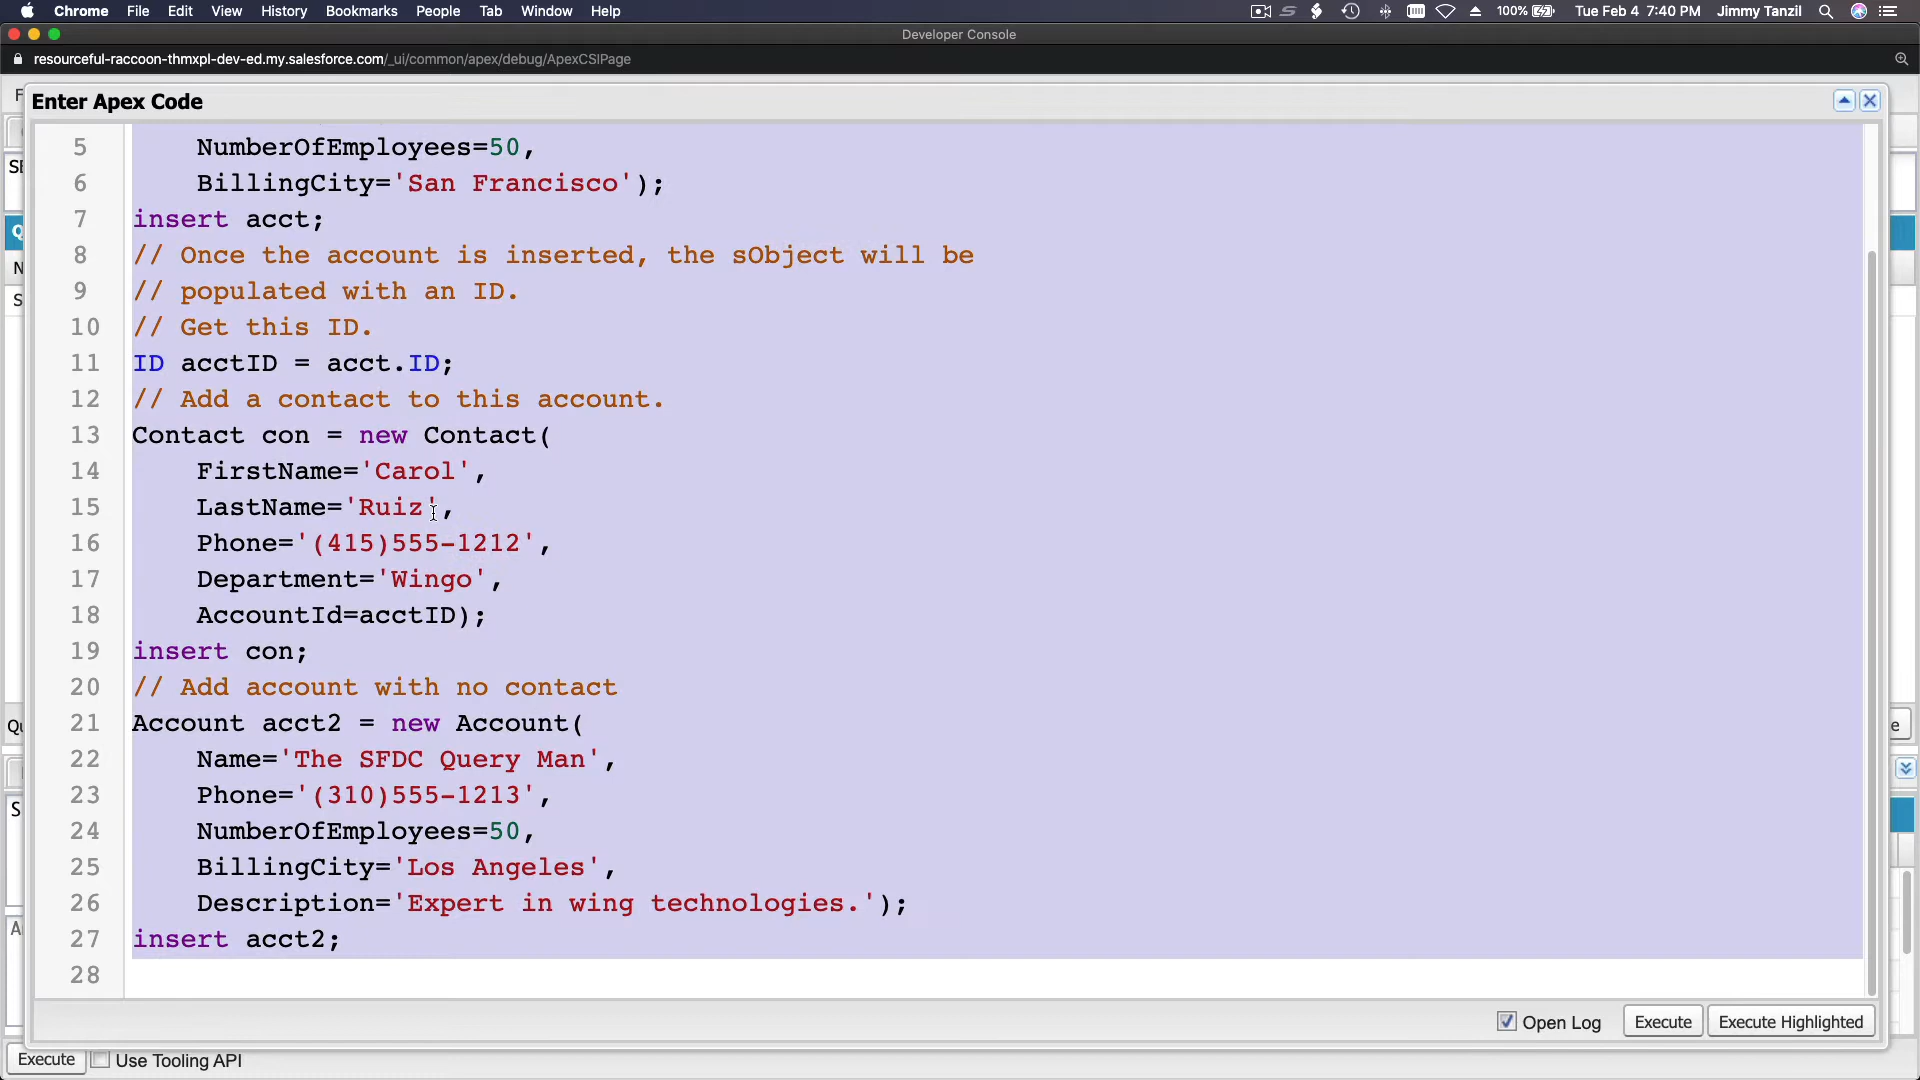 Chrome File Edit View History Bookmarks People Tab Window Help 100% Tue Feb 4 7:40 PM Jimmy Tanzil
Developer Console
resourceful-raccoon-thmxpl-dev-ed.my.salesforce.com/_ui/common/apex/debug/ApexCSIPage
Enter Apex Code
5 NumberOfEmployees=50,
6 BillingCity='San Francisco');
7 insert acct;
8 // Once the account is inserted, the sObject will be
9 // populated with an ID.
10 // Get this ID.
11 ID acctID = acct.ID;
12 // Add a contact to this account.
13 Contact con = new Contact(
14 FirstName='Carol',
15 LastName='Ruiz',
16 Phone='(415)555-1212',
17 Department='Wingo',
18 AccountId=acctID);
19 insert con;
20 // Add account with no contact
21 Account acct2 = new Account(
22 Name='The SFDC Query Man',
23 Phone='(310)555-1213',
24 NumberOfEmployees=50,
25 BillingCity='Los Angeles',
26 Description='Expert in wing technologies.');
27 insert acct2;
28
Open Log Execute Execute Highlighted
Execute Use Tooling API